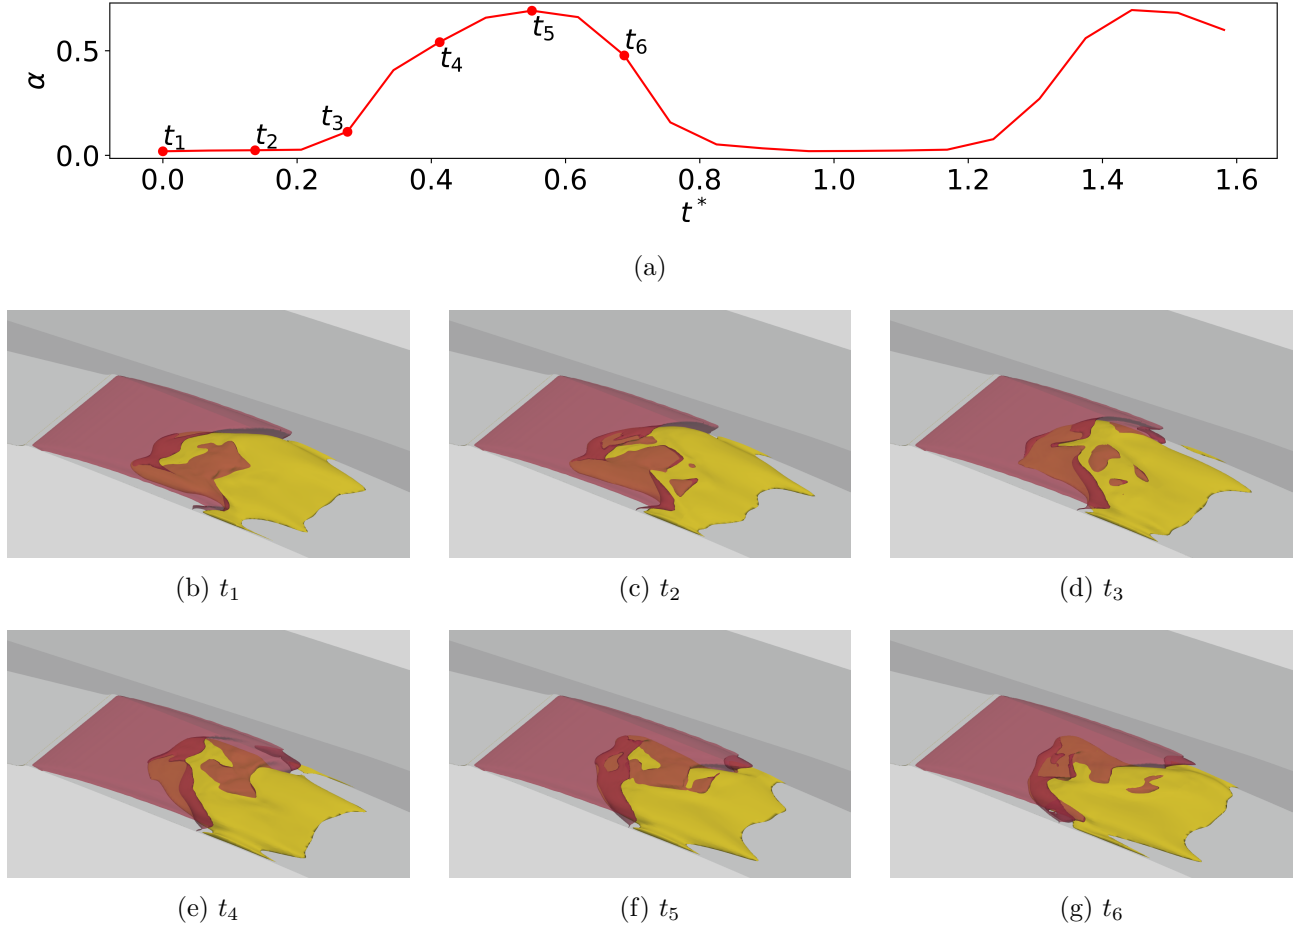 α
0.5
0.0
t₁
t₂
t₃
t₄
t₅
t₆
0.0 0.2 0.4 0.6 0.8 1.0 1.2 1.4 1.6
t*
(a)
(b) t₁ (c) t₂ (d) t₃
(e) t₄ (f) t₅ (g) t₆